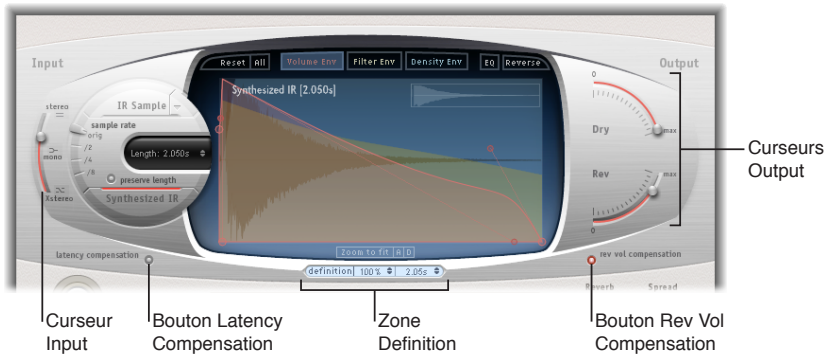 Input
Reset All Volume Env Filter Env Density Env EQ Reverse
Output
Synthesized IR [2.050s]
stereo
mono
Xstereo
IR Sample
sample rate
orig
/2
/4
/8
Length: 2.050s
preserve length
Synthesized IR
0
Dry
max
Rev
max
0
Curseurs
Output
latency compensation
Zoom to fit A D
rev vol compensation
definition 100% 2.05s
Reverb Spread
Curseur
Input
Bouton Latency
Compensation
Zone
Definition
Bouton Rev Vol
Compensation